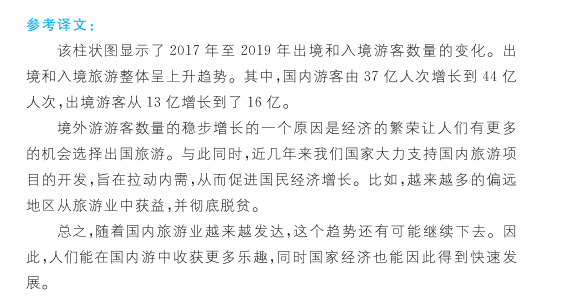 参考译文：
该柱状图显示了 2017 年至 2019 年出境和入境游客数量的变化。出
境和入境旅游整体呈上升趋势。其中,国内游客由 37 亿人次增长到 44 亿
人次,出境游客从 13 亿增长到了 16 亿。
境外游游客数量的稳步增长的一个原因是经济的繁荣让人们有更多
的机会选择出国旅游。与此同时,近几年来我们国家大力支持国内旅游项
目的开发,旨在拉动内需,从而促进国民经济增长。比如,越来越多的偏远
地区从旅游业中获益,并彻底脱贫。
总之,随着国内旅游业越来越发达,这个趋势还有可能继续下去。因
此,人们能在国内游中收获更多乐趣,同时国家经济也能因此得到快速发
展。